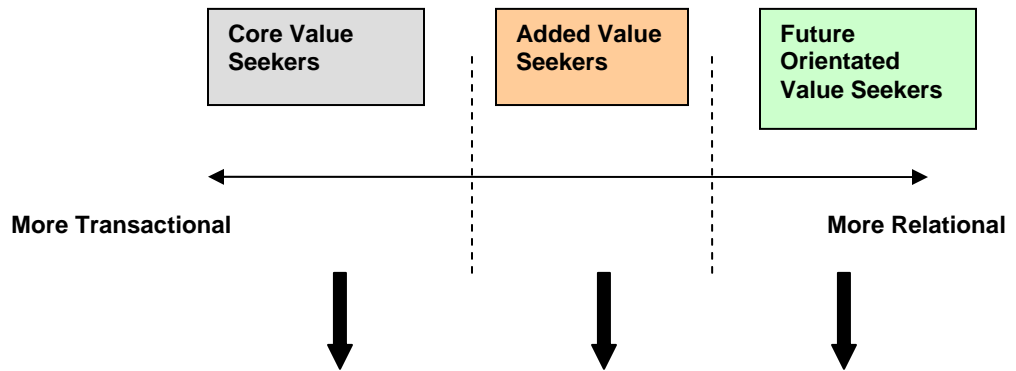 Core Value
Seekers
Added Value
Seekers
Future
Orientated
Value Seekers
More Transactional
More Relational